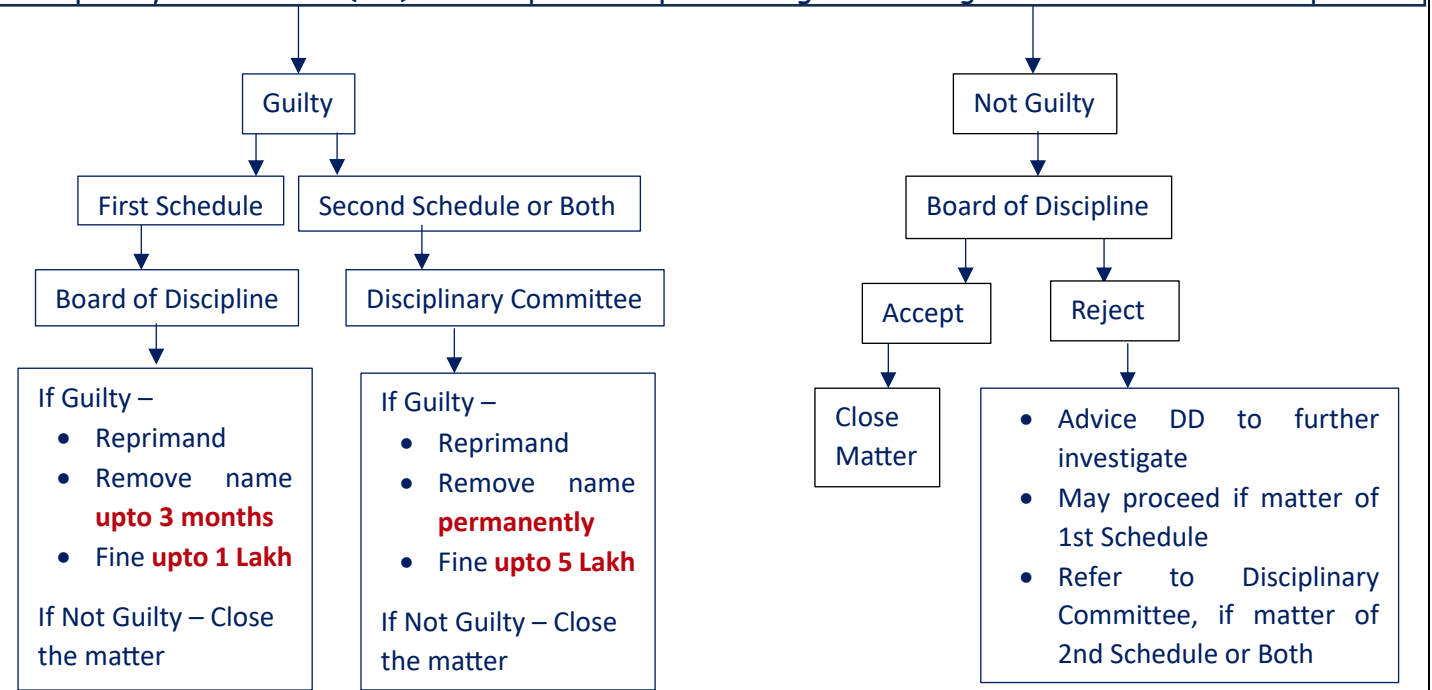 Guilty
Not Guilty
First Schedule
Second Schedule or Both
Board of Discipline
Board of Discipline
Disciplinary Committee
Accept
Reject
If Guilty –
• Reprimand
• Remove name
upto 3 months
• Fine upto 1 Lakh
If Not Guilty – Close
the matter
If Guilty –
• Reprimand
• Remove name
permanently
• Fine upto 5 Lakh
If Not Guilty – Close
the matter
Close
Matter
• Advice DD to further
investigate
• May proceed if matter of
1st Schedule
• Refer to Disciplinary
Committee, if matter of
2nd Schedule or Both